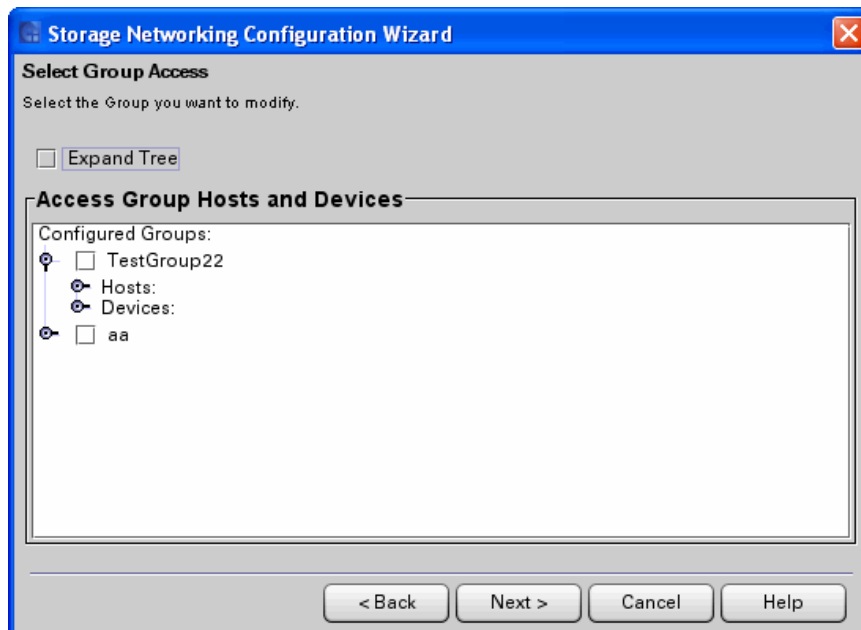 Storage Networking Configuration Wizard
Select Group Access
Select the Group you want to modify.
Expand Tree
Access Group Hosts and Devices
Configured Groups:
TestGroup22
Hosts:
Devices:
aa
< Back Next > Cancel Help